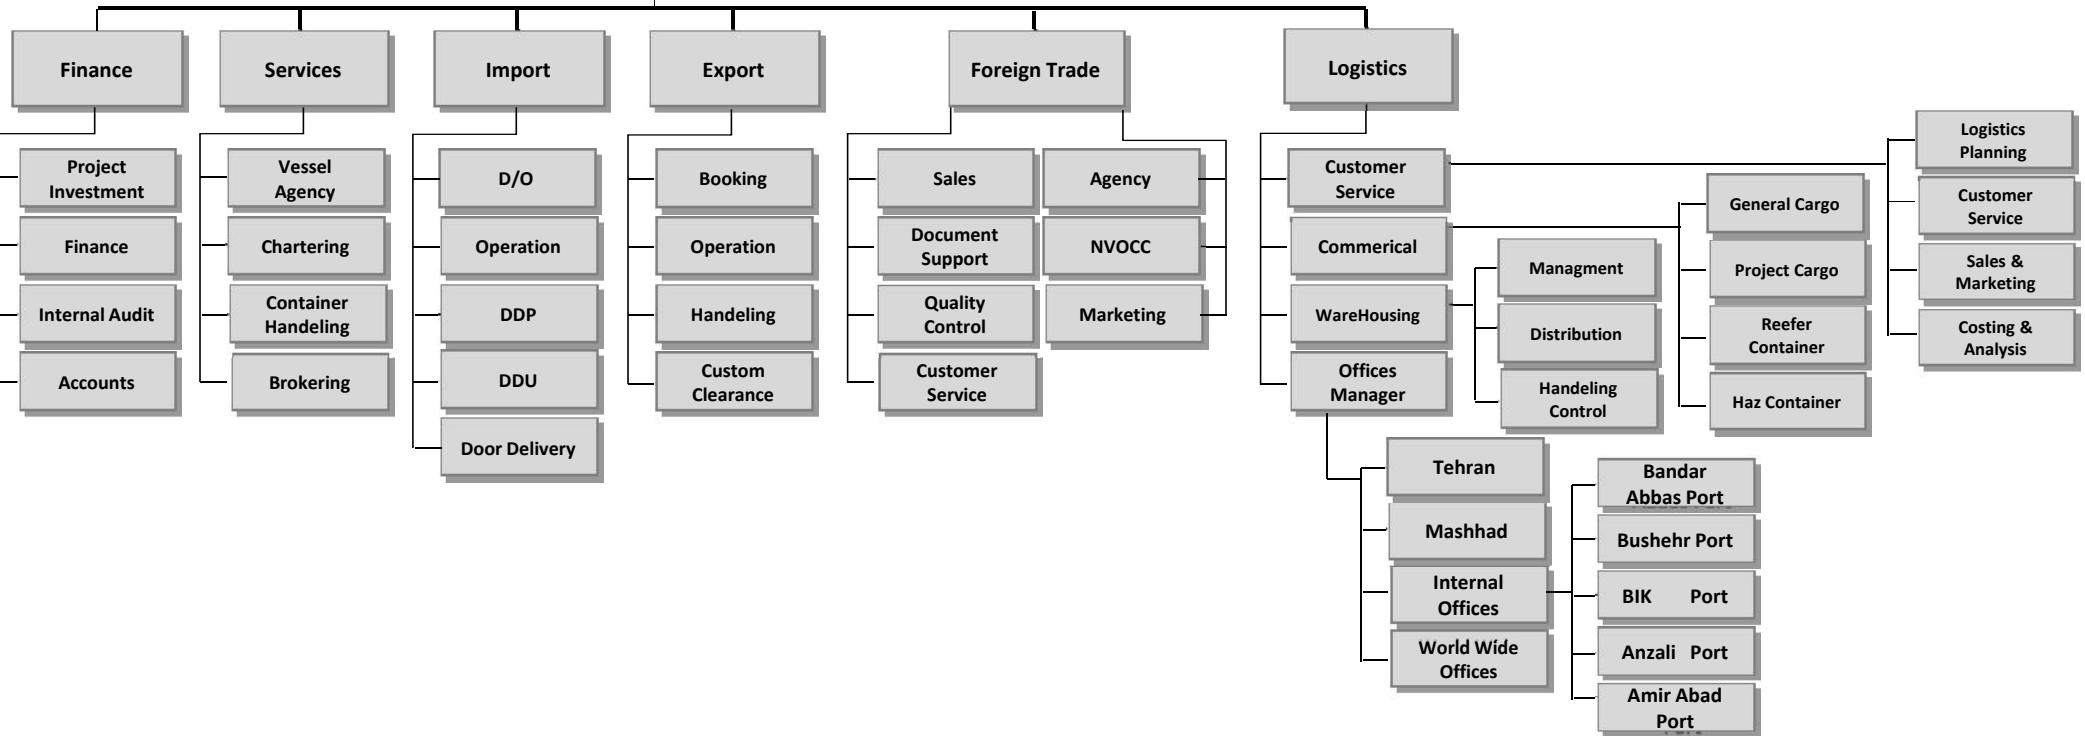 Finance
Services
Import
Export
Foreign Trade
Logistics
Project
Investment
Finance
Internal Audit
Accounts
Vessel
Agency
Chartering
Container
Handeling
Brokering
D/O
Operation
DDP
DDU
Door Delivery
Booking
Operation
Handeling
Custom
Clearance
Sales
Document
Support
Quality
Control
Customer
Service
Agency
NVOCC
Marketing
Customer
Service
Commerical
WareHousing
Offices
Manager
Logistics
Planning
Customer
Service
Sales &
Marketing
Costing &
Analysis
General Cargo
Project Cargo
Reefer
Container
Haz Container
Managment
Distribution
Handeling
Control
Tehran
Mashhad
Internal
Offices
World Wide
Offices
Bandar
Abbas Port
Bushehr Port
BIK Port
Anzali Port
Amir Abad
Port